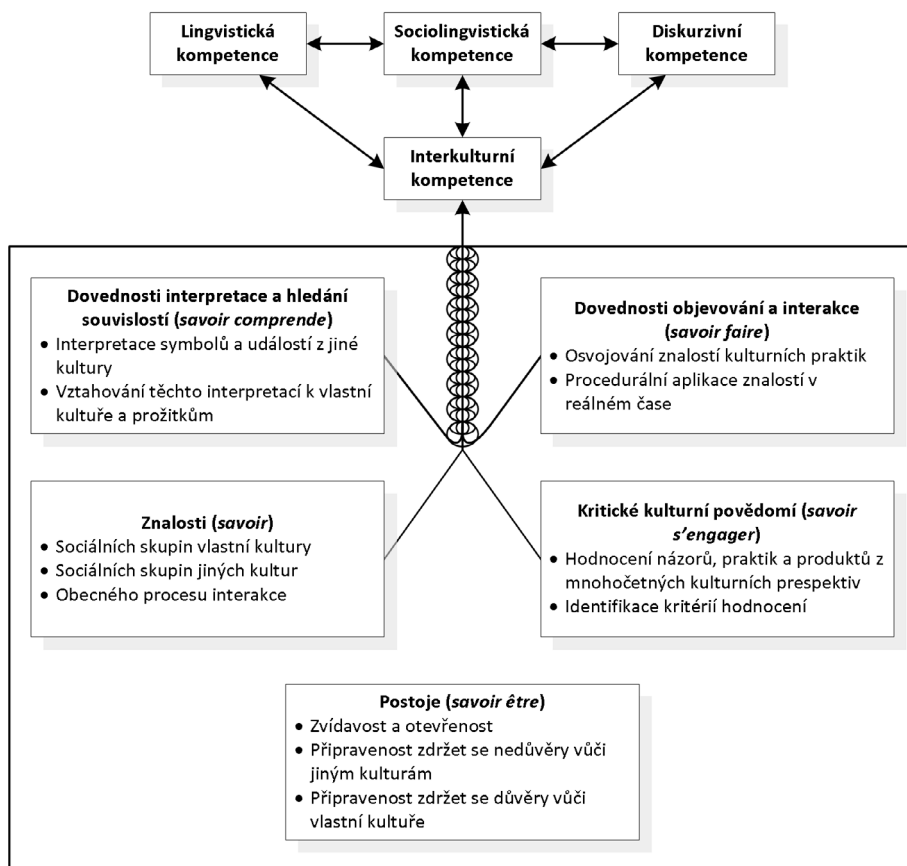 Lingvistická
kompetence
Sociolingvistická
kompetence
Diskurzivní
kompetence
Interkulturní
kompetence
Dovednosti interpretace a hledání
souvislostí (savoir comprende)
• Interpretace symbolů a událostí z jiné
kultury
• Vztahování těchto interpretací k vlastní
kultuře a prožitkům
Dovednosti objevování a interakce
(savoir faire)
• Osvojování znalostí kulturních praktik
• Procedurální aplikace znalostí v
reálném čase
Znalosti (savoir)
• Sociálních skupin vlastní kultury
• Sociálních skupin jiných kultur
• Obecného procesu interakce
Kritické kulturní povědomí (savoir
s’engager)
• Hodnocení názorů, praktik a produktů z
mnohočetných kulturních prespektiv
• Identifikace kritérií hodnocení
Postoje (savoir être)
• Zvídavost a otevřenost
• Připravenost zdržet se nedůvěry vůči
jiným kulturám
• Připravenost zdržet se důvěry vůči
vlastní kultuře